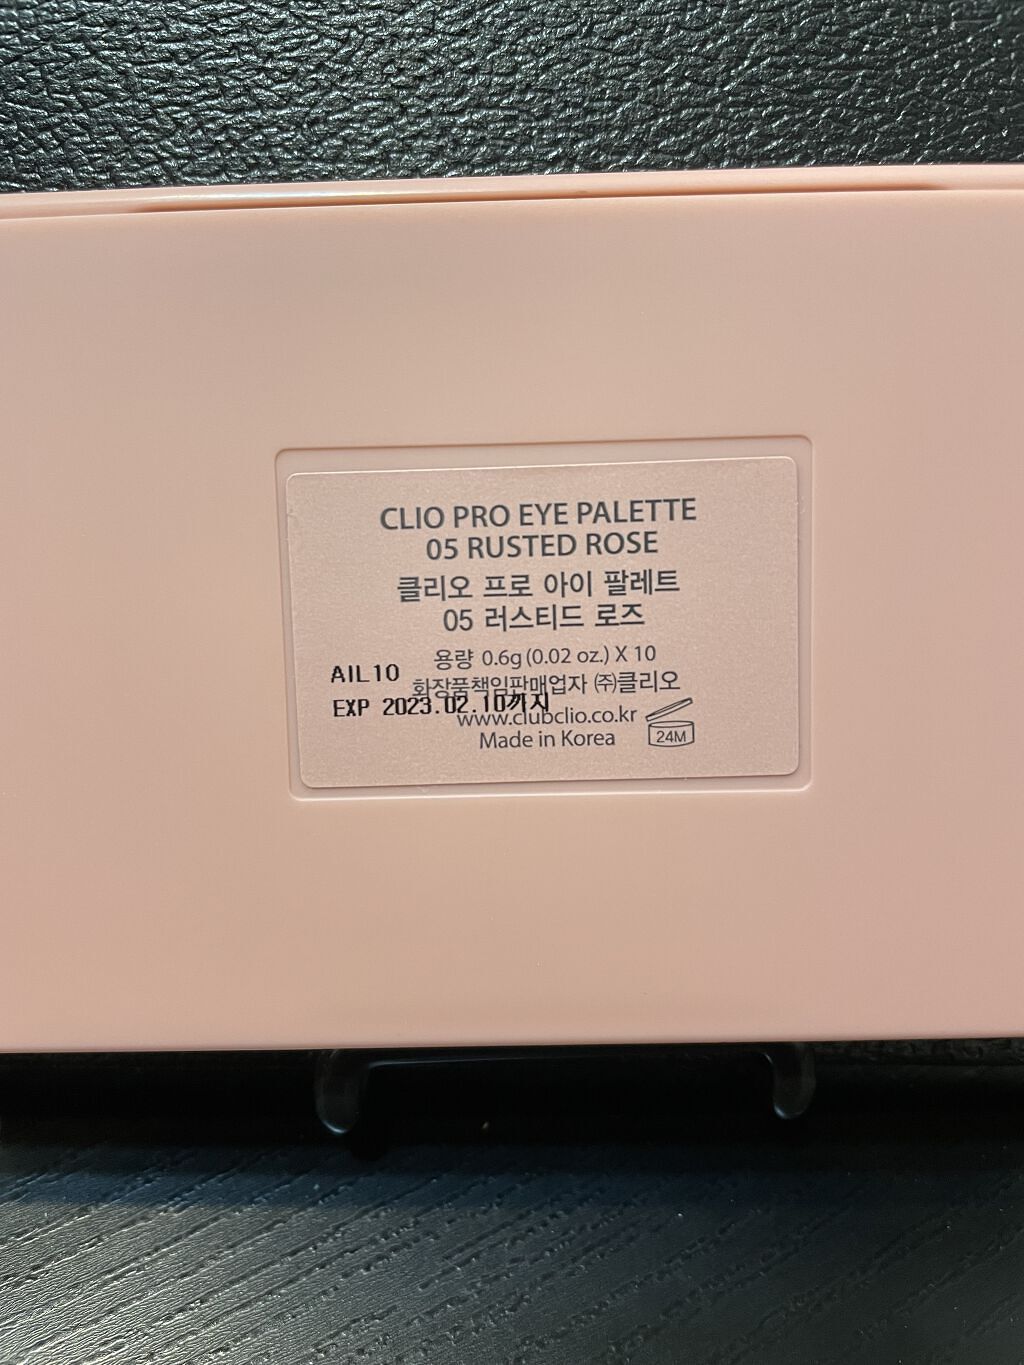 CLIO PRO EYE PALETTE
05 RUSTED ROSE
클리오 프로 아이 팔레트
05 러스티드 로즈
용량 0.6g (0.02 oz.) X 10
AIL10
화장품책임판매업자 ㈜클리오
EXP 2023.02.10까지
www.clubclio.co.kr
Made in Korea
24M